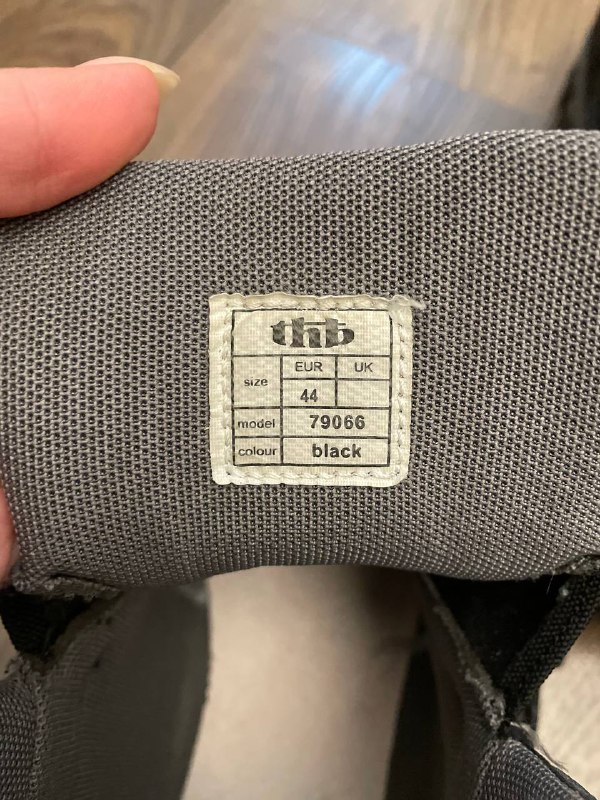 thb
size EUR UK
44
model 79066
colour black